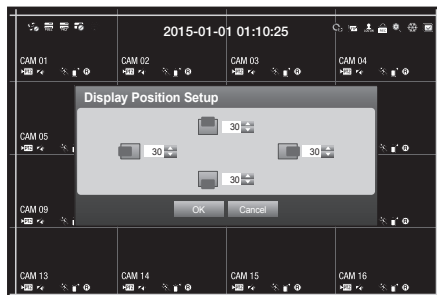 2015-01-01 01:10:25
CAM 01 CAM 02 CAM 03 CAM 04
Display Position Setup
30
CAM 05
30 30
30
CAM 09
OK Cancel
CAM 13 CAM 14 CAM 15 CAM 16